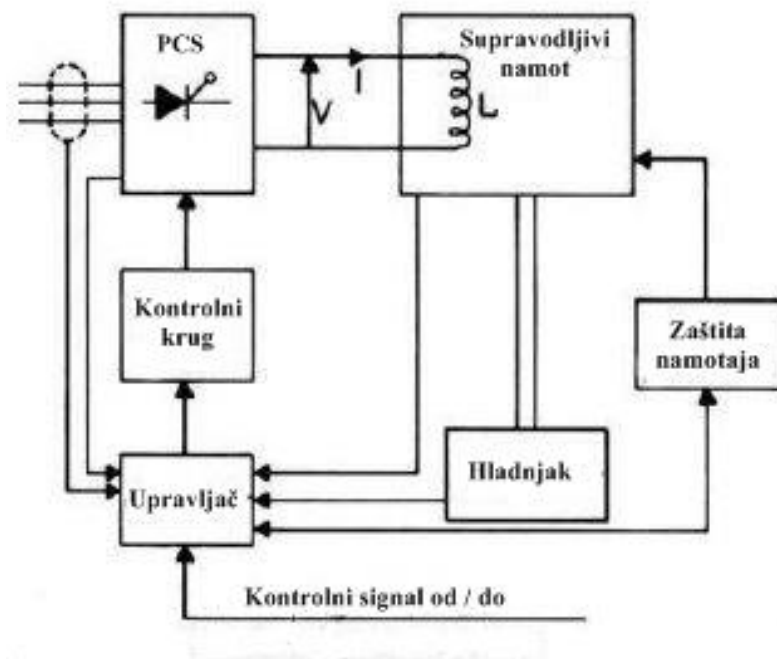 PCS
Supravodljivi
namot
I
V
L
Kontrolni
krug
Zaštita
namotaja
Upravljač
Hladnjak
Kontrolni signal od / do